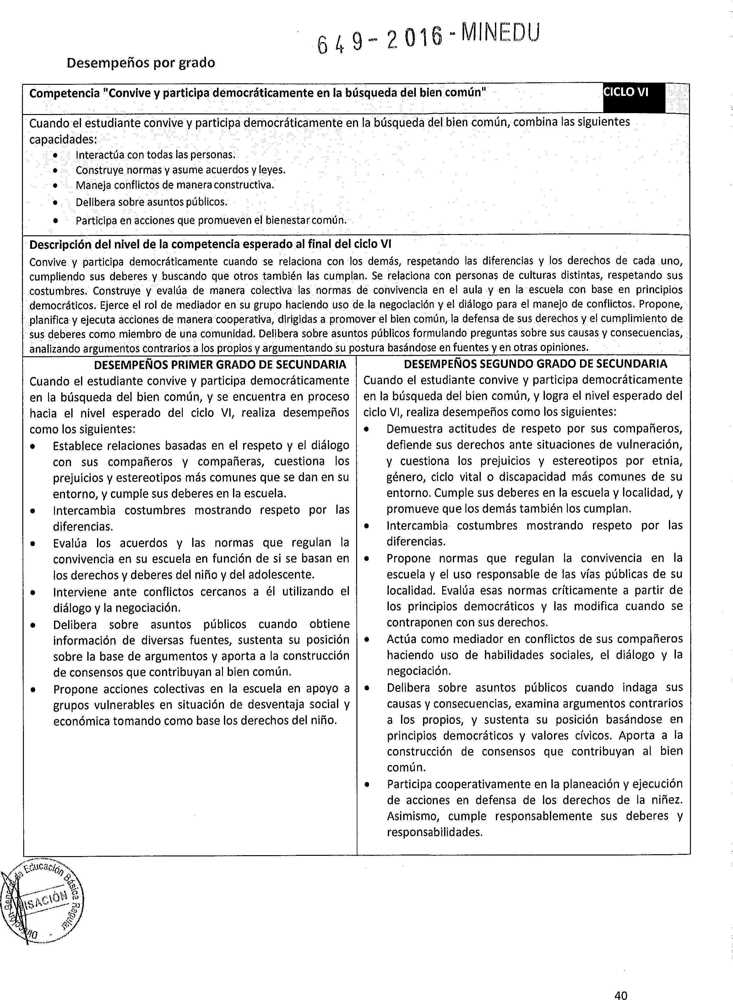 649-2016-MINEDU
Desempeños por grado
Competencia "Convive y participa democráticamente en la búsqueda del bien común"
CICLO VI
Cuando el estudiante convive y participa democráticamente en la búsqueda del bien común, combina las siguientes
capacidades:
• Interactúa con todas las personas.
• Construye normas y asume acuerdos y leyes.
• Maneja conflictos de manera constructiva.
• Delibera sobre asuntos públicos.
• Participa en acciones que promueven el bienestar común.
Descripción del nivel de la competencia esperado al final del ciclo VI
Convive y participa democráticamente cuando se relaciona con los demás, respetando las diferencias y los derechos de cada uno,
cumpliendo sus deberes y buscando que otros también las cumplan. Se relaciona con personas de culturas distintas, respetando sus
costumbres. Construye y evalúa de manera colectiva las normas de convivencia en el aula y en la escuela con base en principios
democráticos. Ejerce el rol de mediador en su grupo haciendo uso de la negociación y el diálogo para el manejo de conflictos. Propone,
planifica y ejecuta acciones de manera cooperativa, dirigidas a promover el bien común, la defensa de sus derechos y el cumplimiento de
sus deberes como miembro de una comunidad. Delibera sobre asuntos públicos formulando preguntas sobre sus causas y consecuencias,
analizando argumentos contrarios a los propios y argumentando su postura basándose en fuentes y en otras opiniones.
DESEMPEÑOS PRIMER GRADO DE SECUNDARIA
Cuando el estudiante convive y participa democráticamente
en la búsqueda del bien común, y se encuentra en proceso
hacia el nivel esperado del ciclo VI, realiza desempeños
como los siguientes:
• Establece relaciones basadas en el respeto y el diálogo
con sus compañeros y compañeras, cuestiona los
prejuicios y estereotipos más comunes que se dan en su
entorno, y cumple sus deberes en la escuela.
• Intercambia costumbres mostrando respeto por las
diferencias.
• Evalúa los acuerdos y las normas que regulan la
convivencia en su escuela en función de si se basan en
los derechos y deberes del niño y del adolescente.
• Interviene ante conflictos cercanos a él utilizando el
diálogo y la negociación.
• Delibera sobre asuntos públicos cuando obtiene
información de diversas fuentes, sustenta su posición
sobre la base de argumentos y aporta a la construcción
de consensos que contribuyan al bien común.
• Propone acciones colectivas en la escuela en apoyo a
grupos vulnerables en situación de desventaja social y
económica tomando como base los derechos del niño.
DESEMPEÑOS SEGUNDO GRADO DE SECUNDARIA
Cuando el estudiante convive y participa democráticamente
en la búsqueda del bien común, y logra el nivel esperado del
ciclo VI, realiza desempeños como los siguientes:
• Demuestra actitudes de respeto por sus compañeros,
defiende sus derechos ante situaciones de vulneración,
y cuestiona los prejuicios y estereotipos por etnia,
género, ciclo vital o discapacidad más comunes de su
entorno. Cumple sus deberes en la escuela y localidad, y
promueve que los demás también los cumplan.
• Intercambia costumbres mostrando respeto por las
diferencias.
• Propone normas que regulan la convivencia en la
escuela y el uso responsable de las vías públicas de su
localidad. Evalúa esas normas críticamente a partir de
los principios democráticos y las modifica cuando se
contraponen con sus derechos.
• Actúa como mediador en conflictos de sus compañeros
haciendo uso de habilidades sociales, el diálogo y la
negociación.
• Delibera sobre asuntos públicos cuando indaga sus
causas y consecuencias, examina argumentos contrarios
a los propios, y sustenta su posición basándose en
principios democráticos y valores cívicos. Aporta a la
construcción de consensos que contribuyan al bien
común.
• Participa cooperativamente en la planeación y ejecución
de acciones en defensa de los derechos de la niñez.
Asimismo, cumple responsablemente sus deberes y
responsabilidades.
Dirección General de Educación Básica Regular
VISACIÓN
40